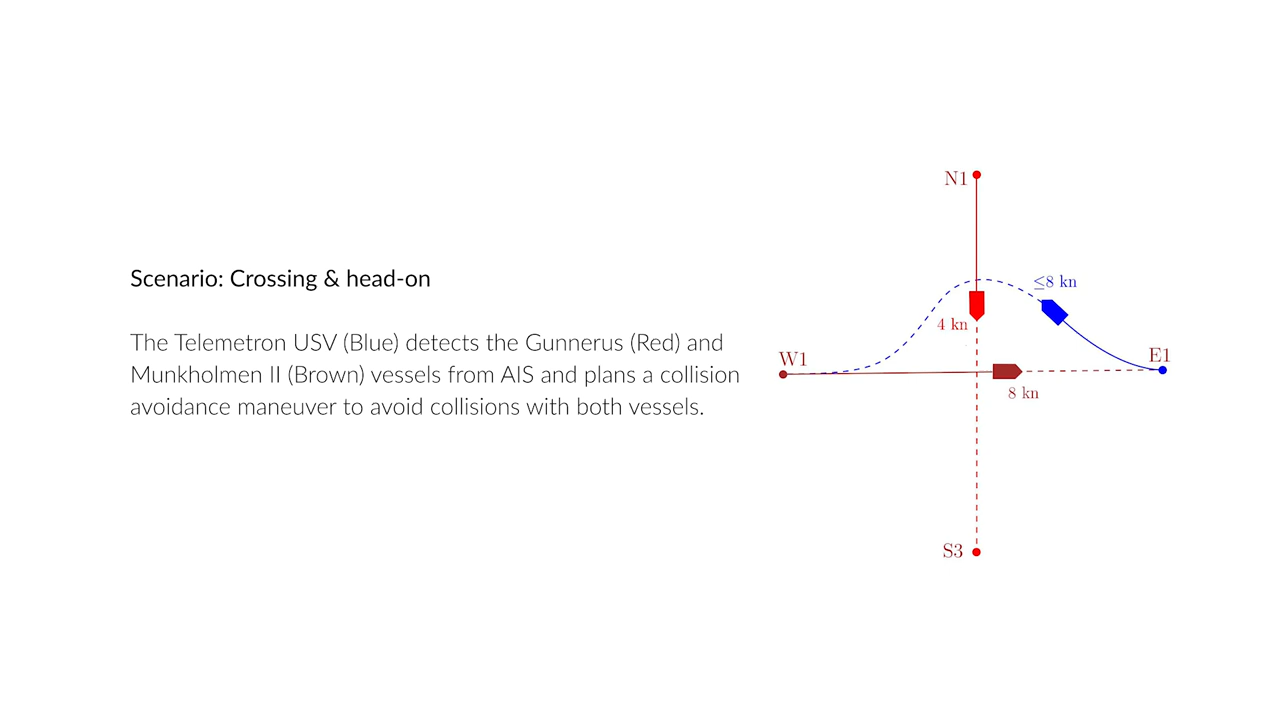 Scenario: Crossing & head-on
The Telemetron USV (Blue) detects the Gunnerus (Red) and
Munkholmen II (Brown) vessels from AIS and plans a collision
avoidance maneuver to avoid collisions with both vessels.
N1
≤8 kn
4 kn
W1
E1
8 kn
S3